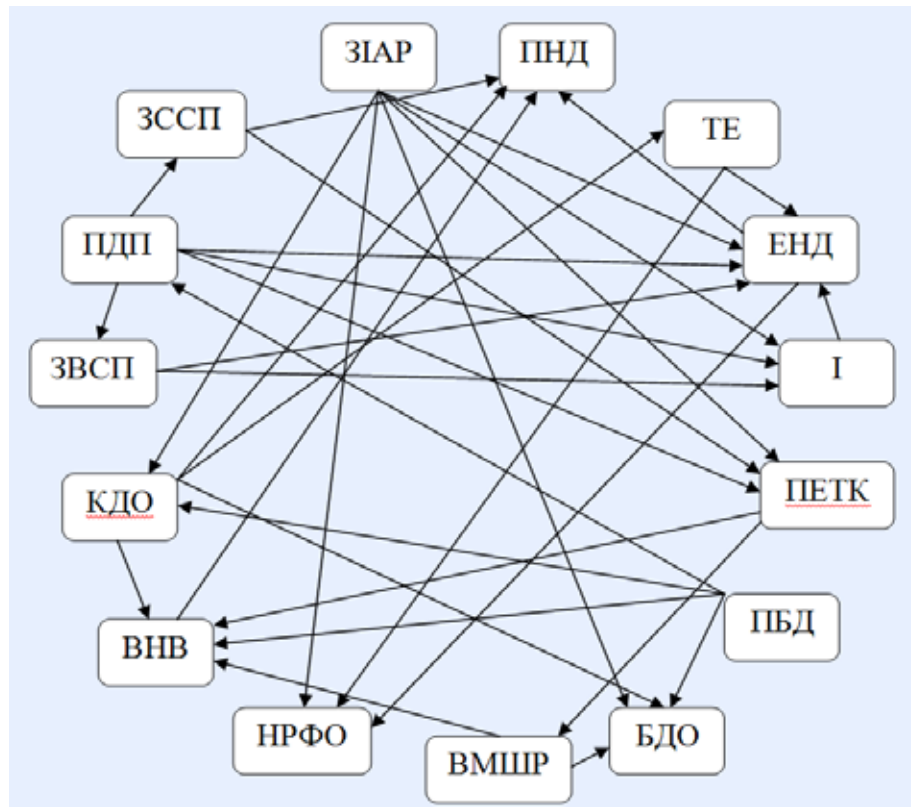 ЗІАР
ПНД
ЗССП
ТЕ
ПДП
ЕНД
ЗВСП
І
КДО
ПЕТК
ВНВ
ПБД
НРФО
ВМШР
БДО